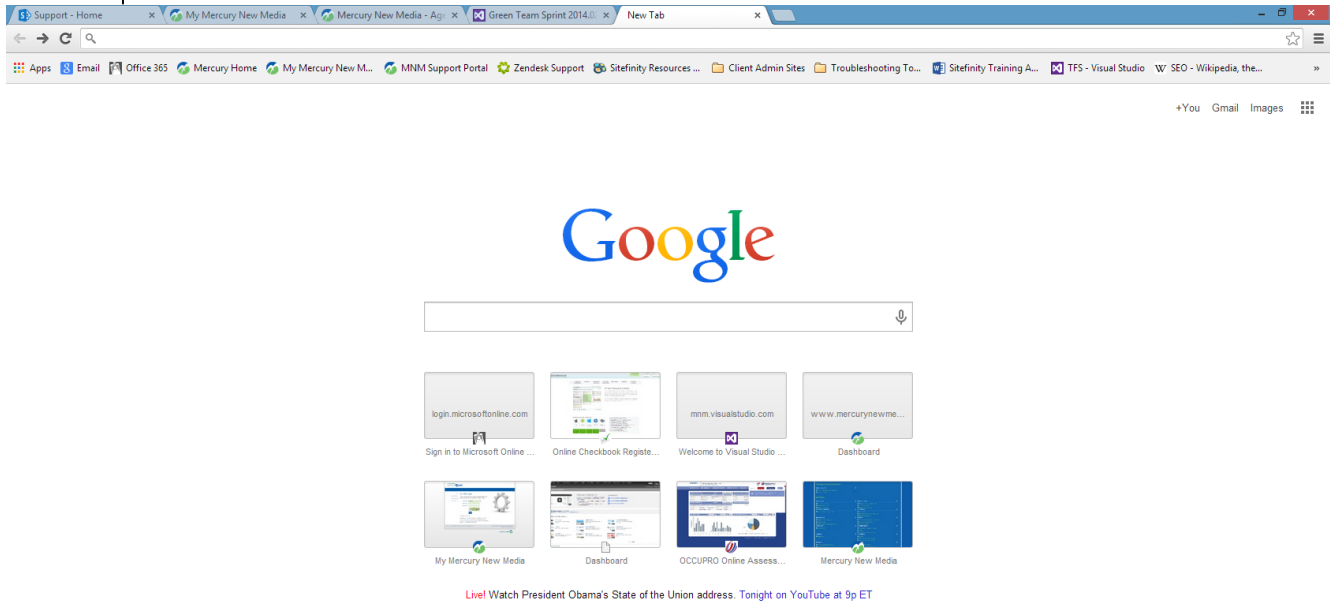 Support - Home My Mercury New Media Mercury New Media - Age Green Team Sprint 2014.0 New Tab
Apps Email Office 365 Mercury Home My Mercury New M... MNM Support Portal Zendesk Support Sitefinity Resources ... Client Admin Sites Troubleshooting To... Sitefinity Training A... TFS - Visual Studio W SEO - Wikipedia, the... »
+You Gmail Images
Google
login.microsoftonline.com mnm.visualstudio.com www.mercurynewme...
Sign in to Microsoft Online ... Online Checkbook Registe... Welcome to Visual Studio ... Dashboard
My Mercury New Media Dashboard OCCUPRO Online Assess... Mercury New Media
Live! Watch President Obama's State of the Union address. Tonight on YouTube at 9p ET